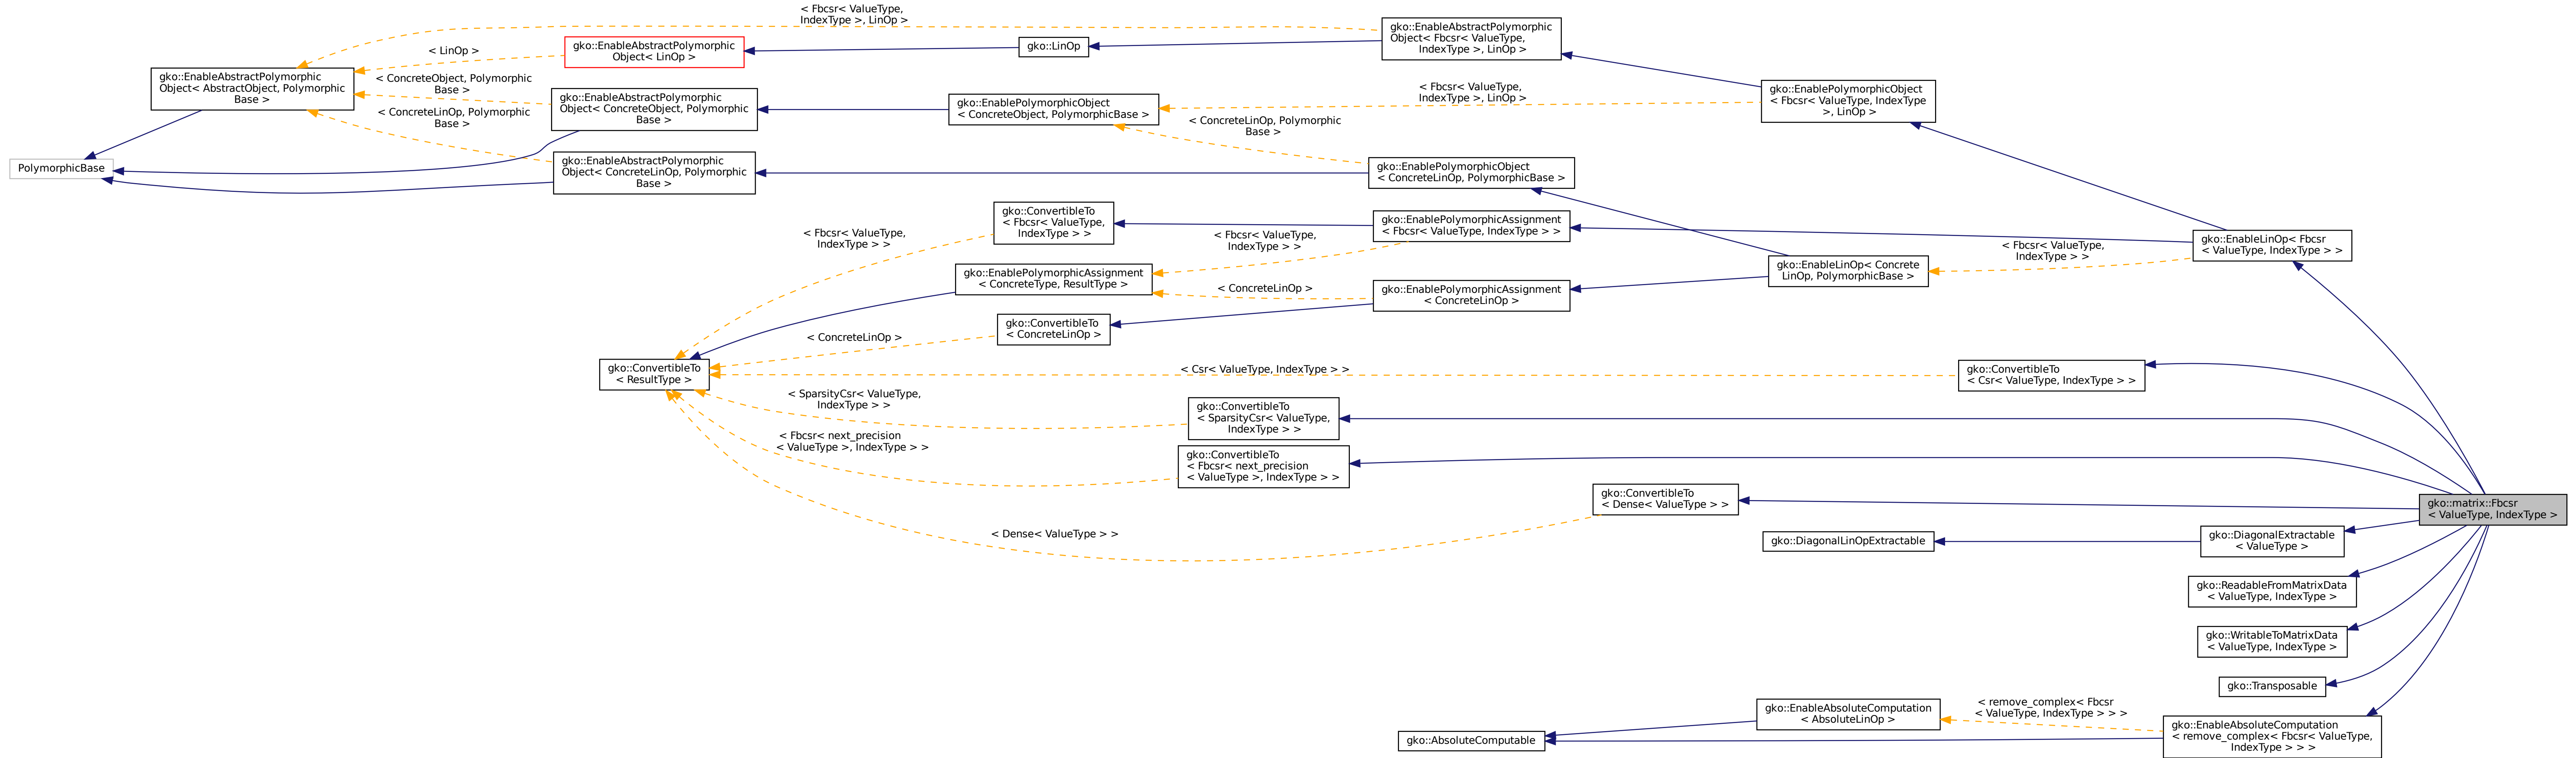 < Fbcsr< ValueType,
IndexType >, LinOp >
< LinOp >
< ConcreteObject, Polymorphic
Base >
< ConcreteLinOp, Polymorphic
Base >
gko::EnableAbstractPolymorphic
Object< AbstractObject, Polymorphic
Base >
PolymorphicBase
gko::EnableAbstractPolymorphic
Object< LinOp >
gko::EnableAbstractPolymorphic
Object< ConcreteObject, Polymorphic
Base >
gko::EnableAbstractPolymorphic
Object< ConcreteLinOp, Polymorphic
Base >
gko::LinOp
gko::EnablePolymorphicObject
< ConcreteObject, PolymorphicBase >
gko::EnableAbstractPolymorphic
Object< Fbcsr< ValueType,
IndexType >, LinOp >
< Fbcsr< ValueType,
IndexType >, LinOp >
< ConcreteLinOp, Polymorphic
Base >
gko::EnablePolymorphicObject
< Fbcsr< ValueType, IndexType
>, LinOp >
gko::EnablePolymorphicObject
< ConcreteLinOp, PolymorphicBase >
gko::ConvertibleTo
< Fbcsr< ValueType,
IndexType > >
gko::EnablePolymorphicAssignment
< Fbcsr< ValueType, IndexType > >
< Fbcsr< ValueType,
IndexType > >
< Fbcsr< ValueType,
IndexType > >
< Fbcsr< ValueType,
IndexType > >
gko::EnableLinOp< Fbcsr
< ValueType, IndexType > >
gko::EnablePolymorphicAssignment
< ConcreteType, ResultType >
gko::EnableLinOp< Concrete
LinOp, PolymorphicBase >
< ConcreteLinOp >
gko::EnablePolymorphicAssignment
< ConcreteLinOp >
gko::ConvertibleTo
< ConcreteLinOp >
< ConcreteLinOp >
gko::ConvertibleTo
< ResultType >
< Csr< ValueType, IndexType > >
gko::ConvertibleTo
< Csr< ValueType, IndexType > >
< SparsityCsr< ValueType,
IndexType > >
gko::ConvertibleTo
< SparsityCsr< ValueType,
IndexType > >
< Fbcsr< next_precision
< ValueType >, IndexType > >
gko::ConvertibleTo
< Fbcsr< next_precision
< ValueType >, IndexType > >
gko::ConvertibleTo
< Dense< ValueType > >
< Dense< ValueType > >
gko::matrix::Fbcsr
< ValueType, IndexType >
gko::DiagonalLinOpExtractable
gko::DiagonalExtractable
< ValueType >
gko::ReadableFromMatrixData
< ValueType, IndexType >
gko::WritableToMatrixData
< ValueType, IndexType >
gko::Transposable
gko::EnableAbsoluteComputation
< AbsoluteLinOp >
< remove_complex< Fbcsr
< ValueType, IndexType > > >
gko::AbsoluteComputable
gko::EnableAbsoluteComputation
< remove_complex< Fbcsr< ValueType,
IndexType > > >